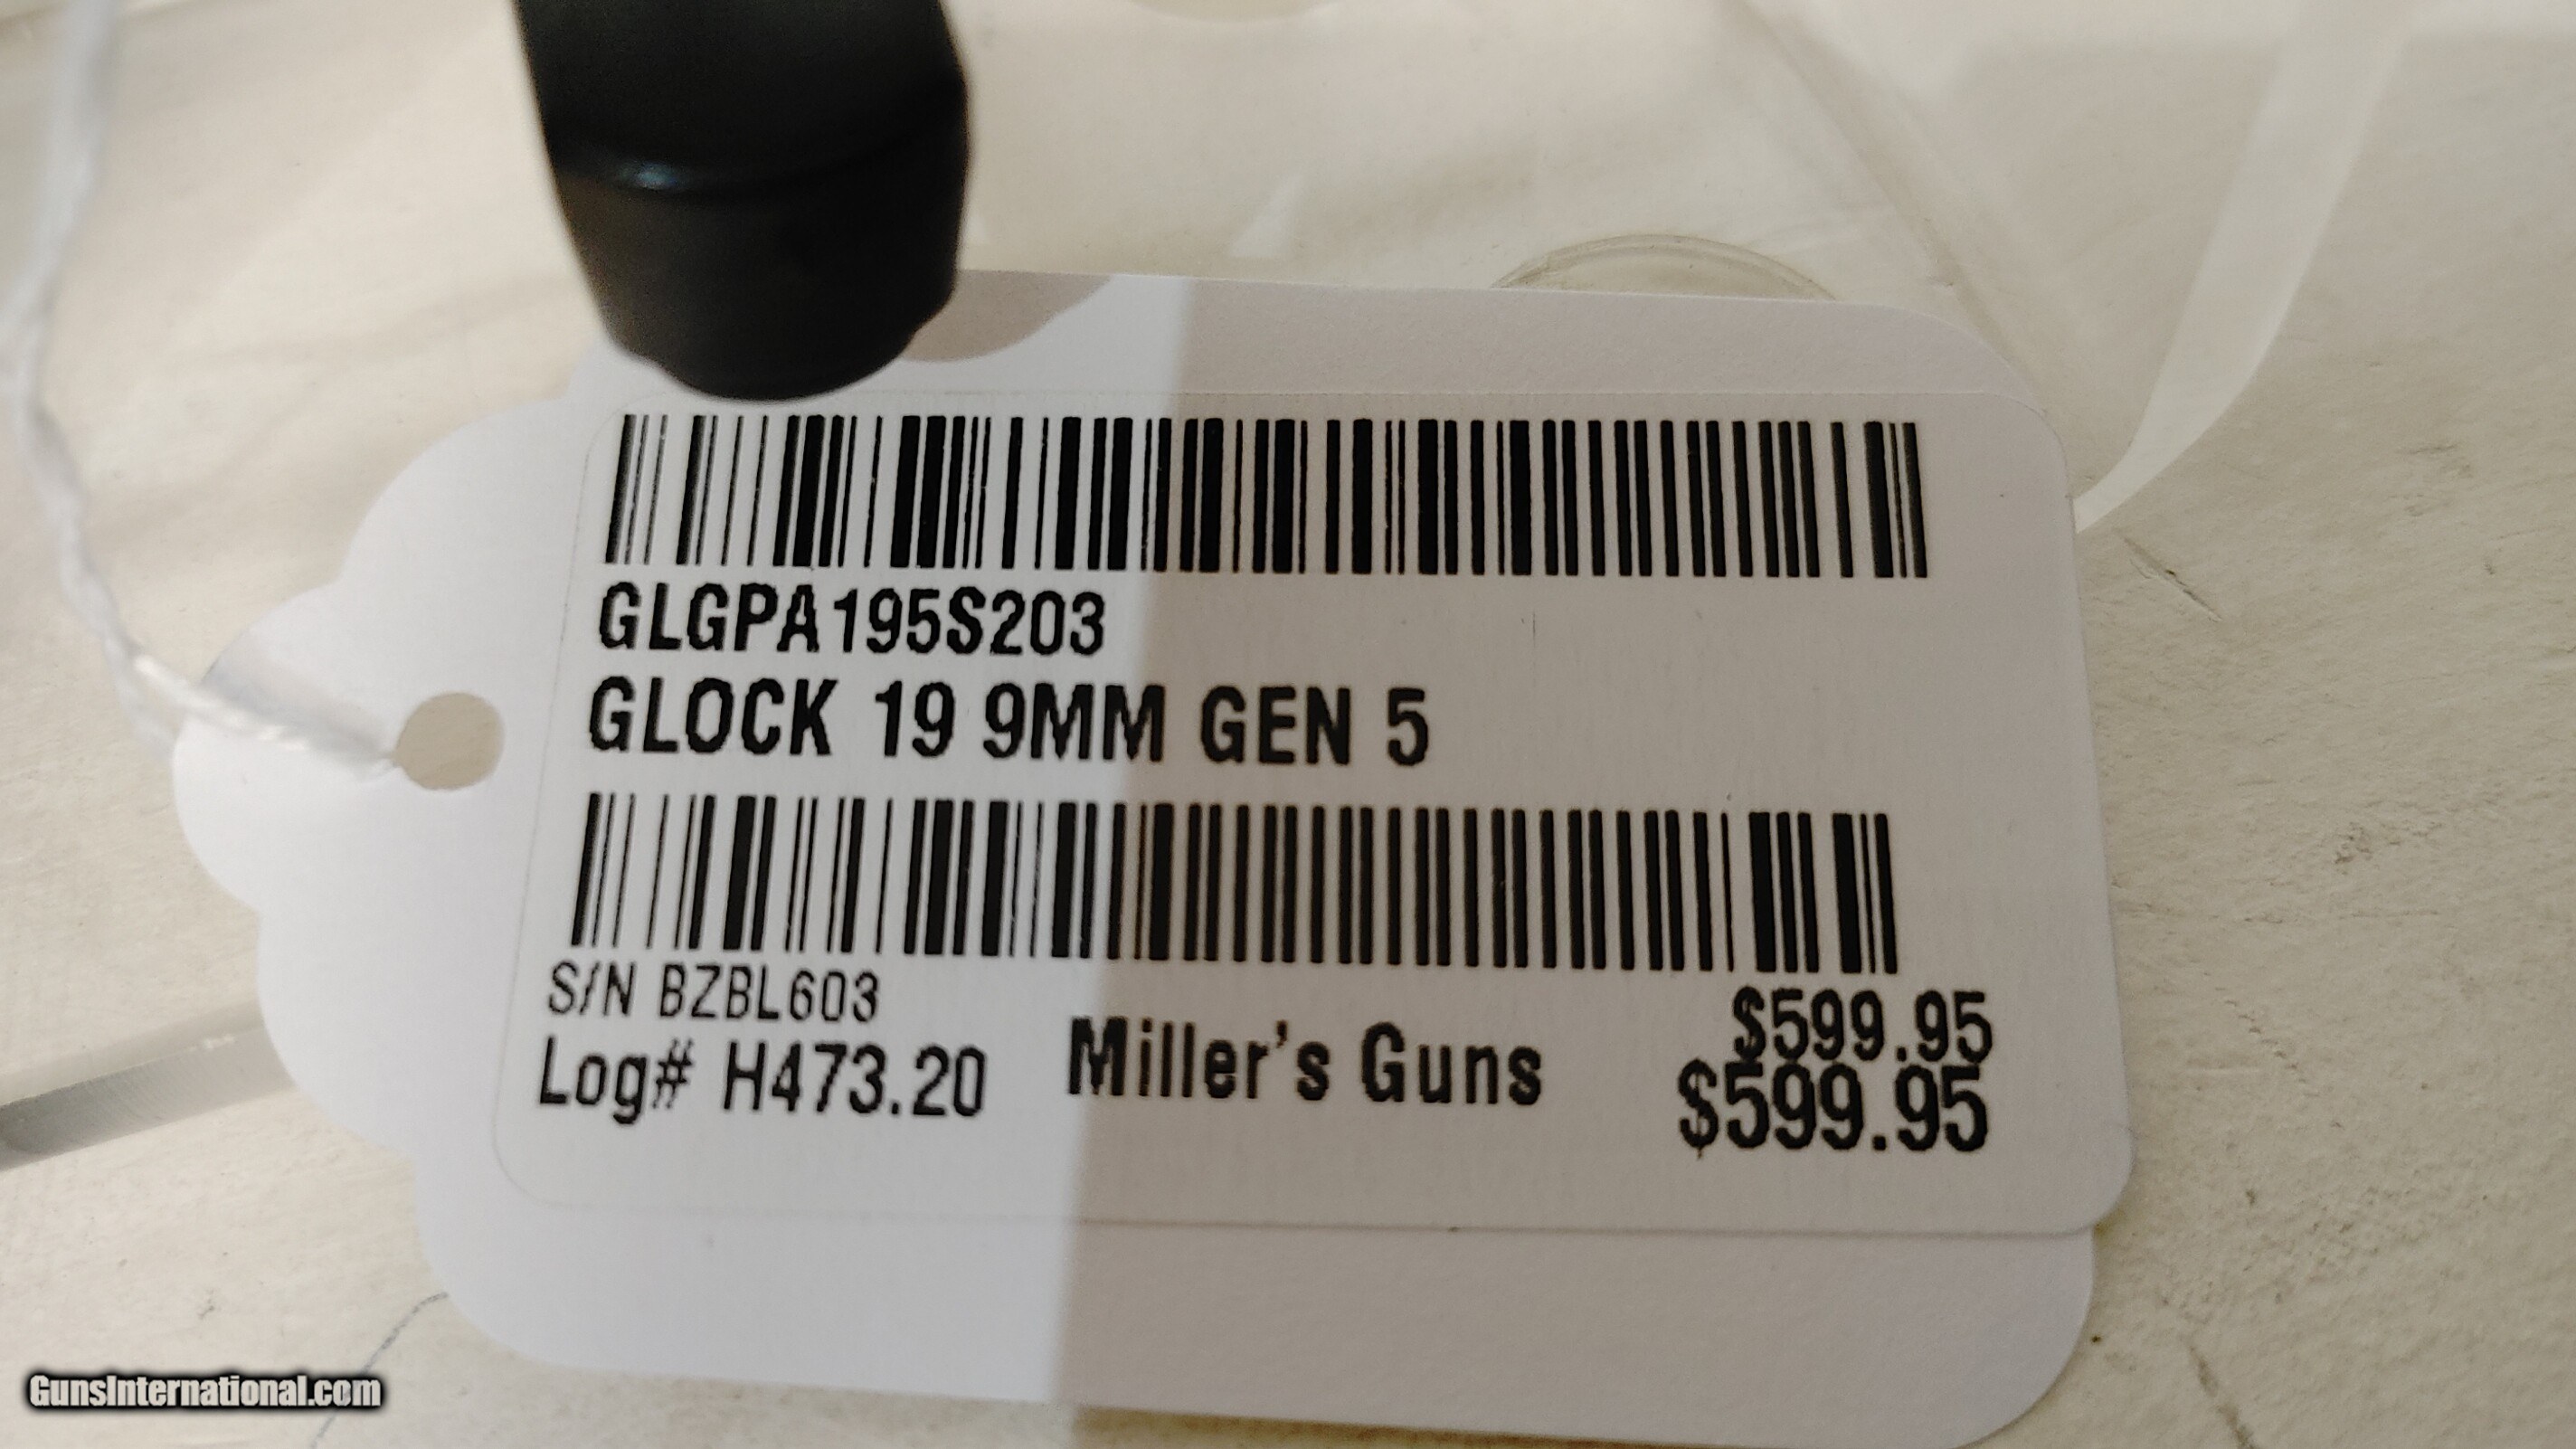 GLGPA195S203
GLOCK 19 9MM GEN 5
S/N BZBL603
Log# H473.20
Miller's Guns
$599.95
$599.95
GunsInternational.com